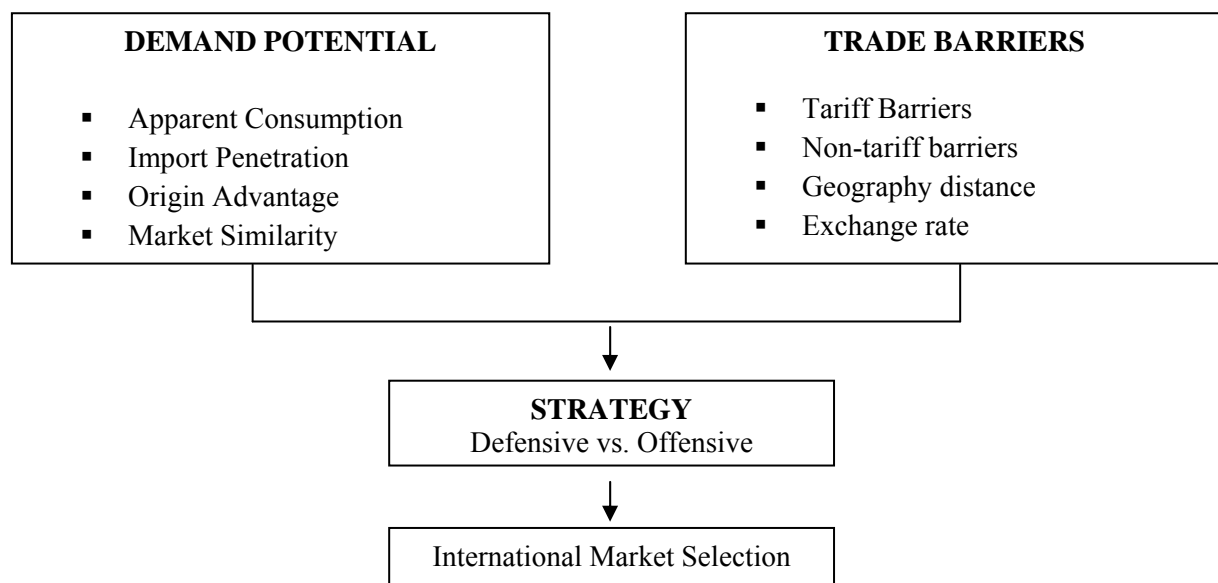 DEMAND POTENTIAL
▪ Apparent Consumption
▪ Import Penetration
▪ Origin Advantage
▪ Market Similarity
TRADE BARRIERS
▪ Tariff Barriers
▪ Non-tariff barriers
▪ Geography distance
▪ Exchange rate
STRATEGY
Defensive vs. Offensive
International Market Selection